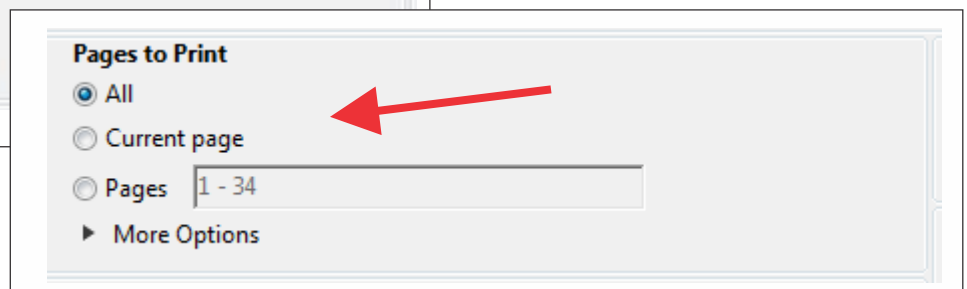 Pages to Print
All
Current page
Pages 1 - 34
More Options